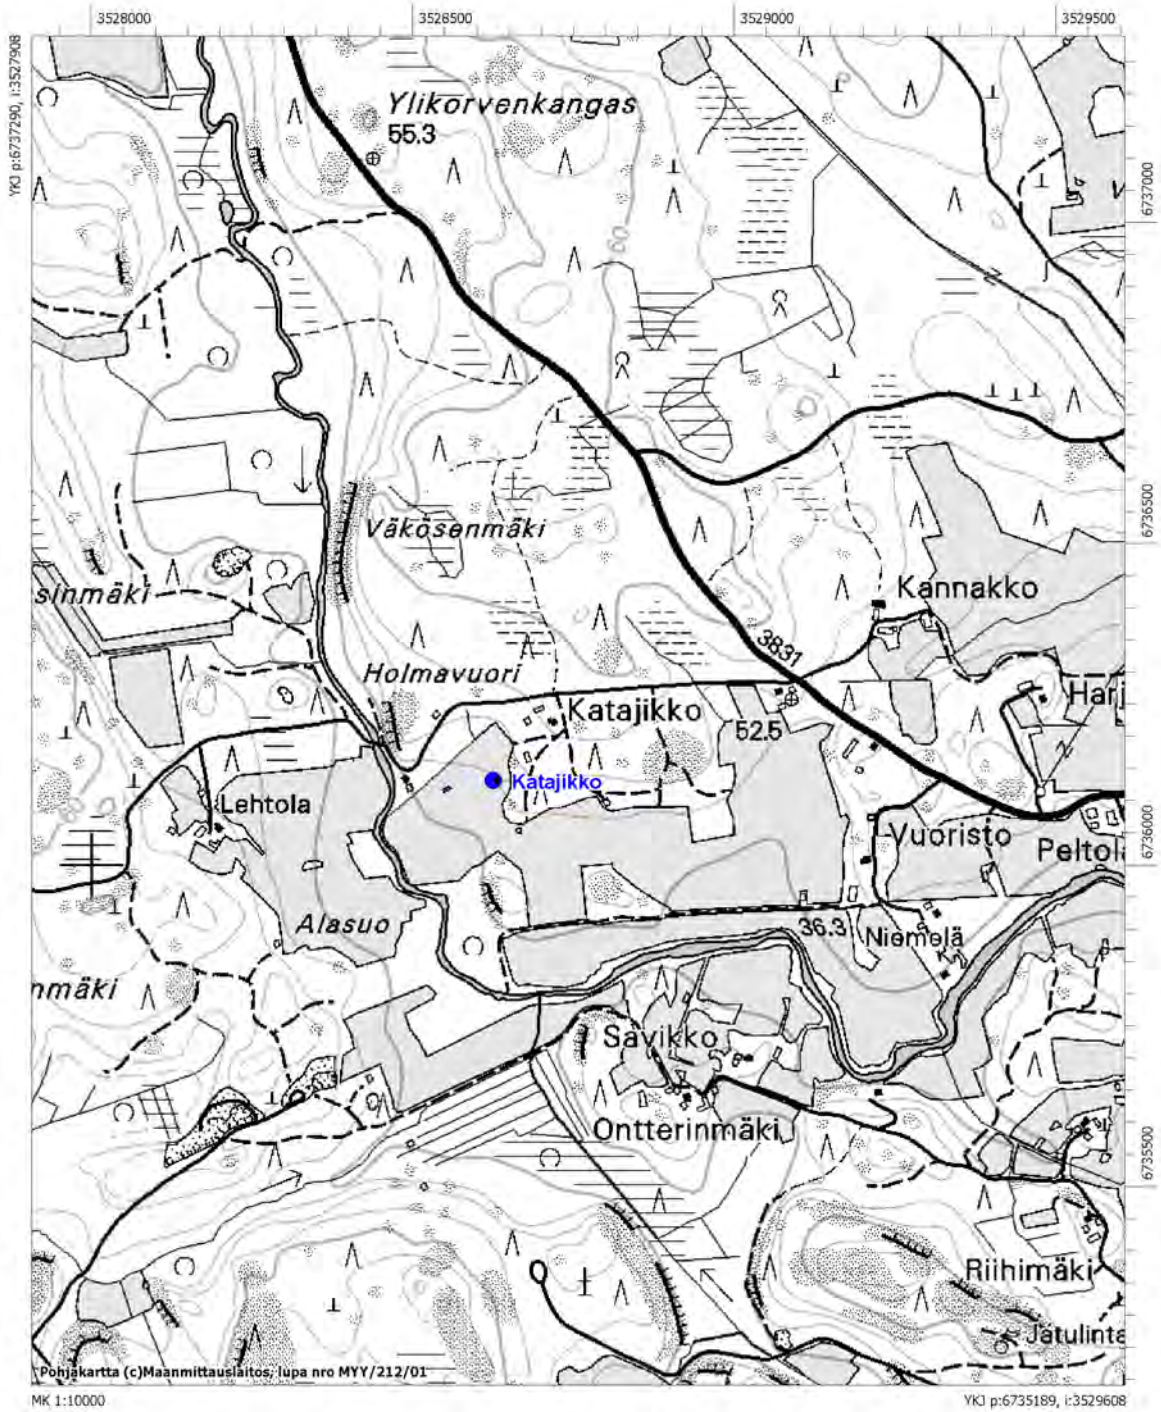 3528000
3528500
3529000
3529500
YKJ p:6737290, i:3527908
Ylikorvenkangas
55.3
6737000
V
60
6736500
Väkösenmäki
sinmäki
Kannakko
3831
Holmavuori
Katajikko
Harj
52.5
Katajikko
Lehtola
6736000
Vuoristo
Peltola
Alasuo
36.3
Niemelä
nmäki
Savikko
Ontterinmäki
6735500
Riihimäki
Jätulinta
Pohjakartta (c)Maanmittauslaitos, lupa nro MYY/212/01
MK 1:10000
YKJ p:6735189, i:3529608